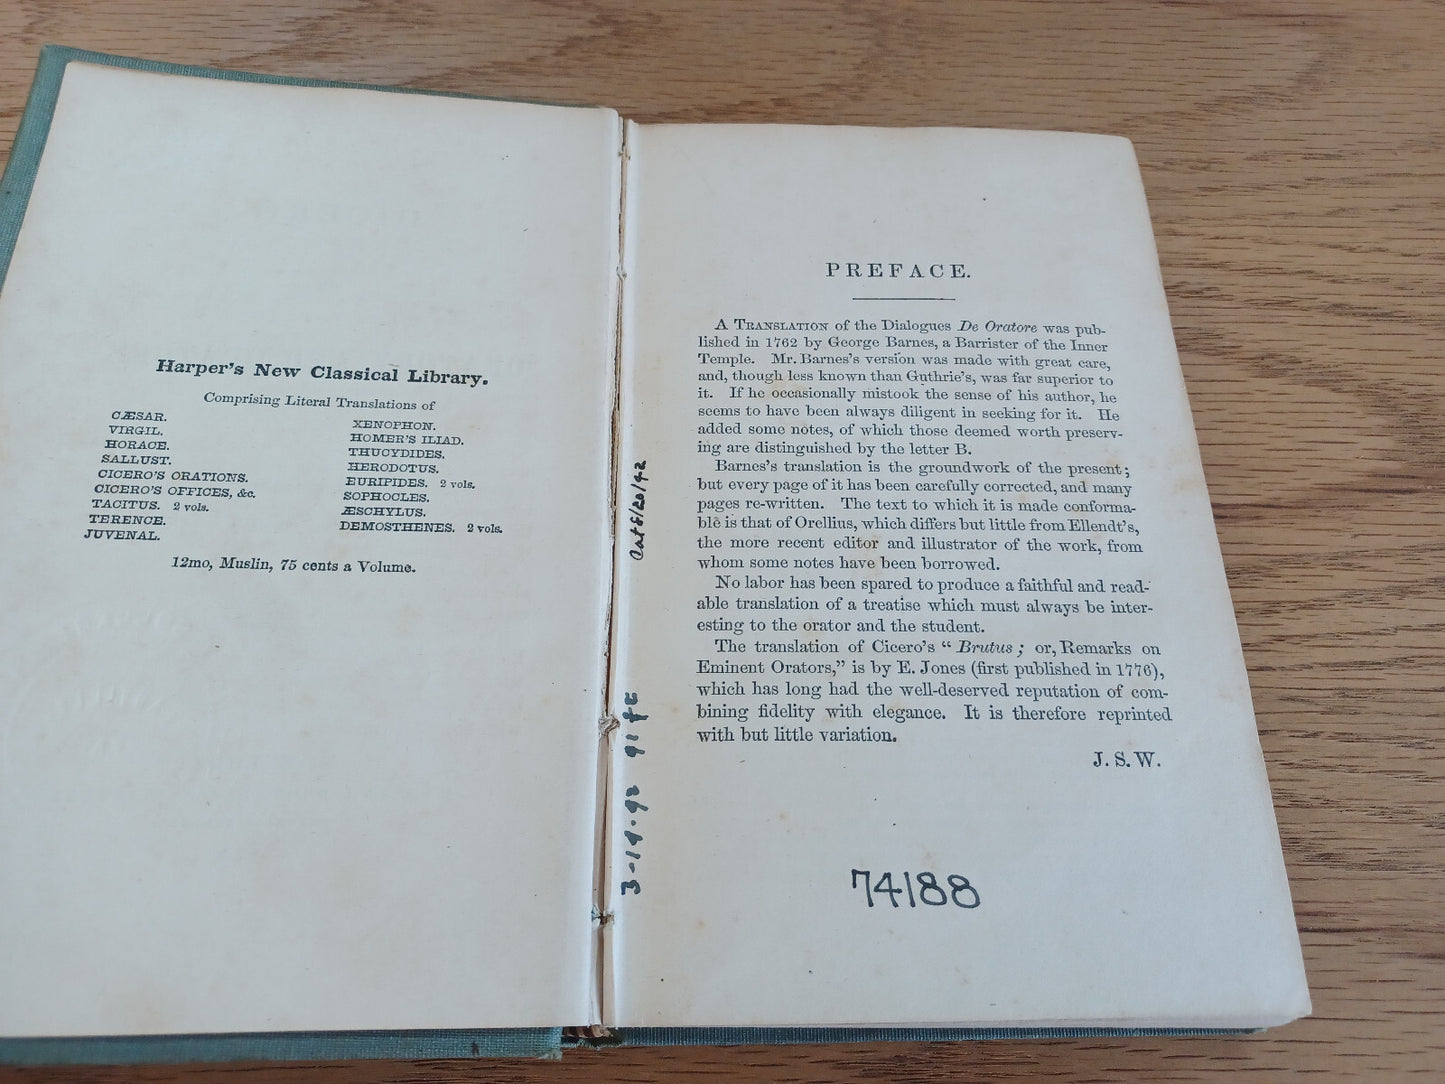 Harper's New Classical Library.
Comprising Literal Translations of
CÆSAR.
VIRGIL.
HORACE.
SALLUST.
CICERO'S ORATIONS.
CICERO'S OFFICES, &c.
TACITUS. 2 vols.
TERENCE.
JUVENAL.
XENOPHON.
HOMER'S ILIAD.
THUCYDIDES.
HERODOTUS.
EURIPIDES. 2 vols.
SOPHOCLES.
ÆSCHYLUS.
DEMOSTHENES. 2 vols.
12mo, Muslin, 75 cents a Volume.
PREFACE.
A TRANSLATION of the Dialogues De Oratore was pub-
lished in 1762 by George Barnes, a Barrister of the Inner
Temple. Mr. Barnes's version was made with great care,
and, though less known than Guthrie's, was far superior to
it. If he occasionally mistook the sense of his author, he
seems to have been always diligent in seeking for it. He
added some notes, of which those deemed worth preserv-
ing are distinguished by the letter B.
Barnes's translation is the groundwork of the present;
but every page of it has been carefully corrected, and many
pages re-written. The text to which it is made conforma-
ble is that of Orellius, which differs but little from Ellendt's,
the more recent editor and illustrator of the work, from
whom some notes have been borrowed.
No labor has been spared to produce a faithful and read-
able translation of a treatise which must always be inter-
esting to the orator and the student.
The translation of Cicero's "Brutus; or, Remarks on
Eminent Orators," is by E. Jones (first published in 1776),
which has long had the well-deserved reputation of com-
bining fidelity with elegance. It is therefore reprinted
with but little variation.
J. S. W.
74188
Cat 8/20/42